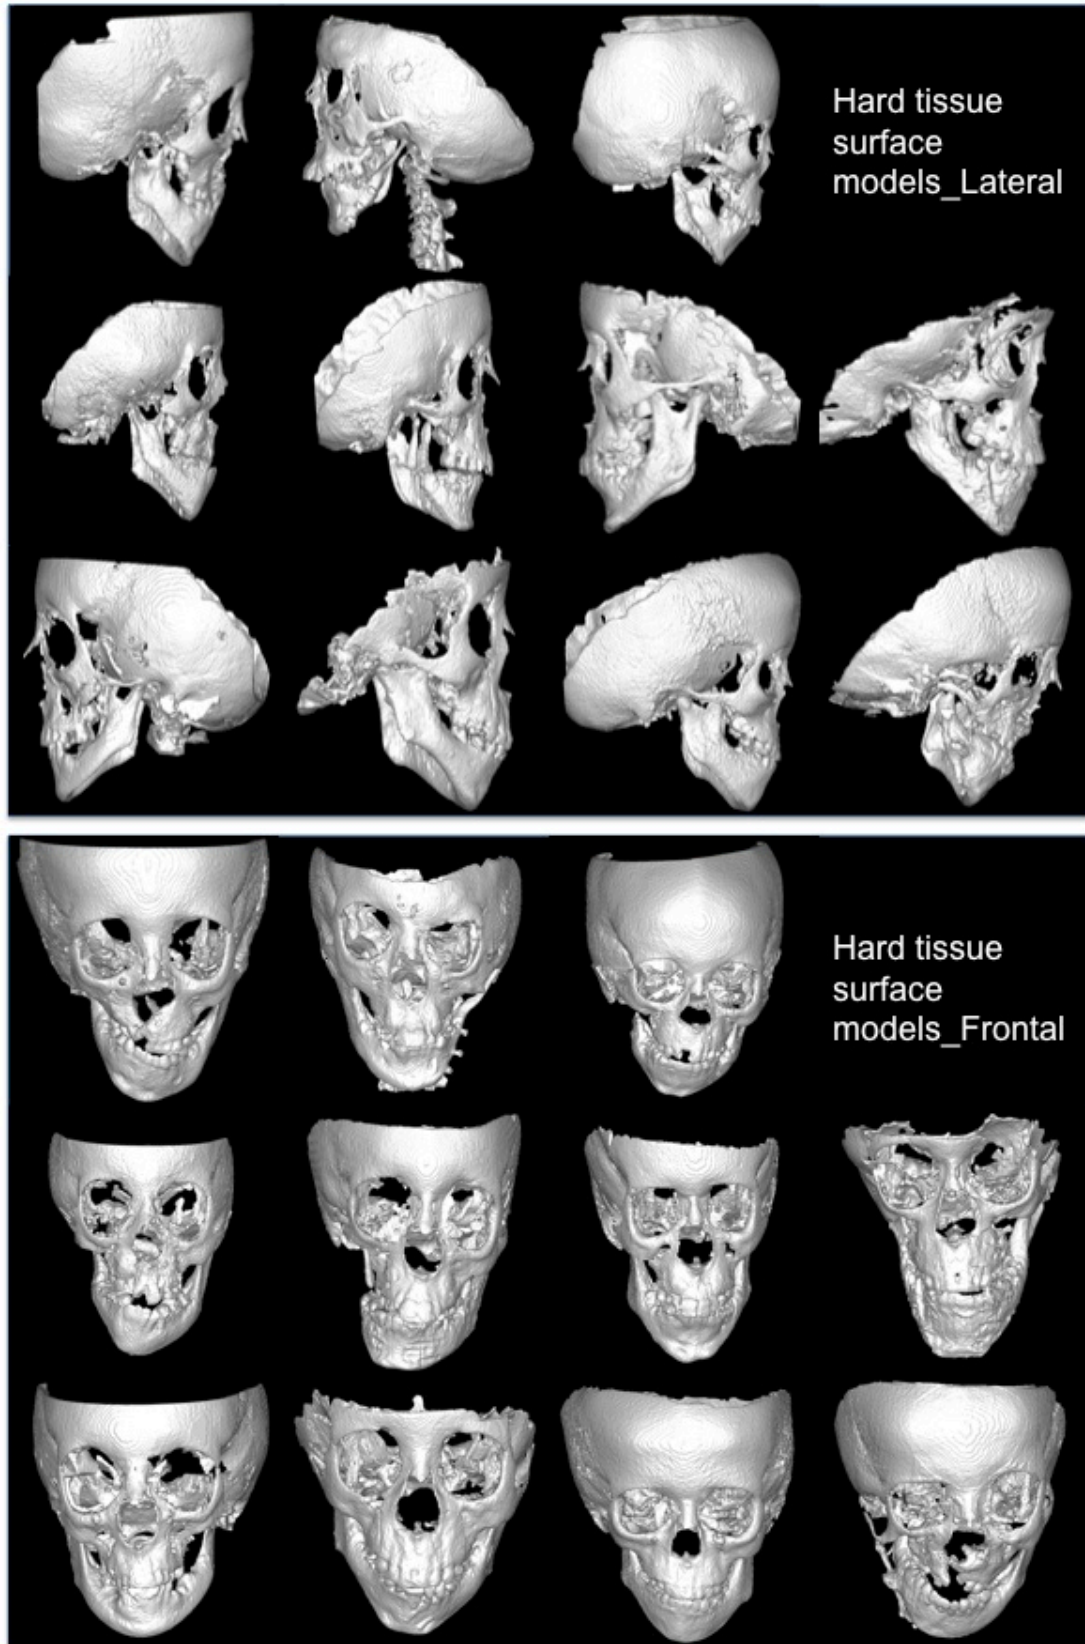 Hard tissue
surface
models_Lateral
Hard tissue
surface
models_Frontal